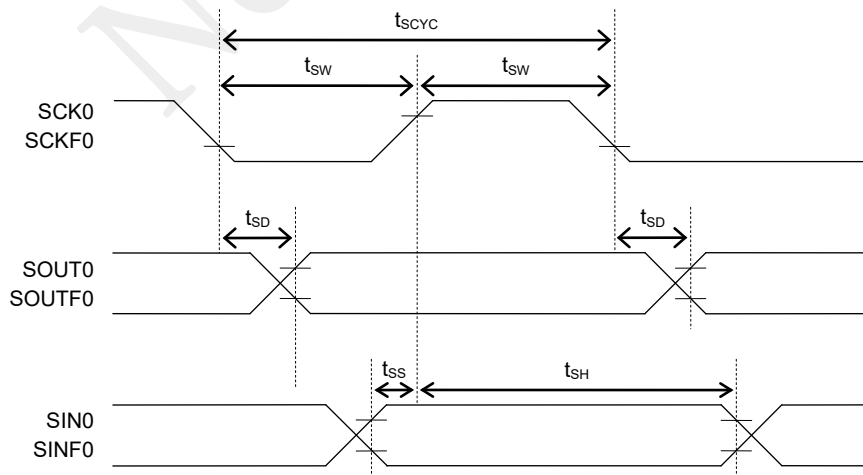 tSCYC
tSW tSW
SCK0
SCKF0
tSD tSD
SOUT0
SOUTF0
tSS tSH
SIN0
SINF0